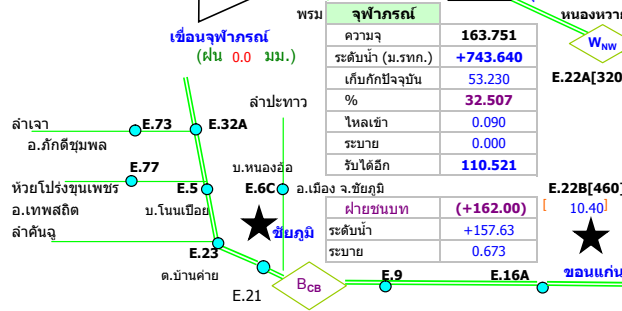 พรม จุฬาภรณ์ หนองหวาย
เขื่อนจุฬาภรณ์
(ฝน 0.0 มม.)
ความจุ 163.751
ระดับน้ำ (ม.รทก.) +743.640
เก็บกักปัจจุบัน 53.230
% 32.507
ไหลเข้า 0.090
ระบาย 0.000
รับได้อีก 110.521
W NW
E.22A[320
ลำปะทาว
ลำเจา E.73 E.32A
อ.ภักดีชุมพล
E.77 บ.หนองอ้อ
ห้วยโปร่งขุนเพชร E.5 E.6C อ.เมือง จ.ชัยภูมิ E.22B[460]
อ.เทพสถิต บ.โนนเปือย ฝายชนบท (+162.00) [ 10.40]
ลำคันฉู ชัยภูมิ ระดับน้ำ +157.63
E.23 ระบาย 0.673
ต.บ้านค่าย E.9 E.16A ขอนแก่น
E.21 B CB